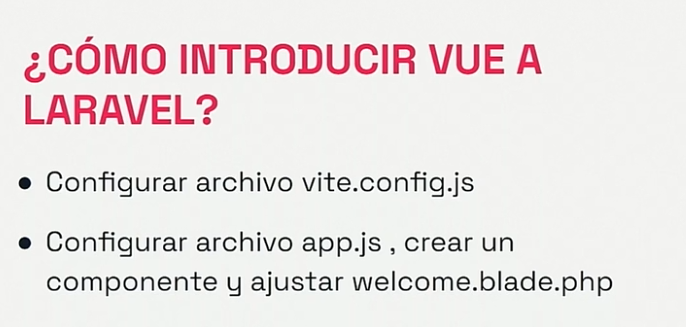 ¿CÓMO INTRODUCIR VUE A
LARAVEL?
• Configurar archivo vite.config.js
• Configurar archivo app.js , crear un
componente y ajustar welcome.blade.php